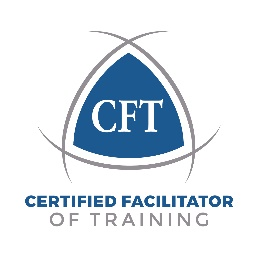 CFT
CERTIFIED FACILITATOR
OF TRAINING